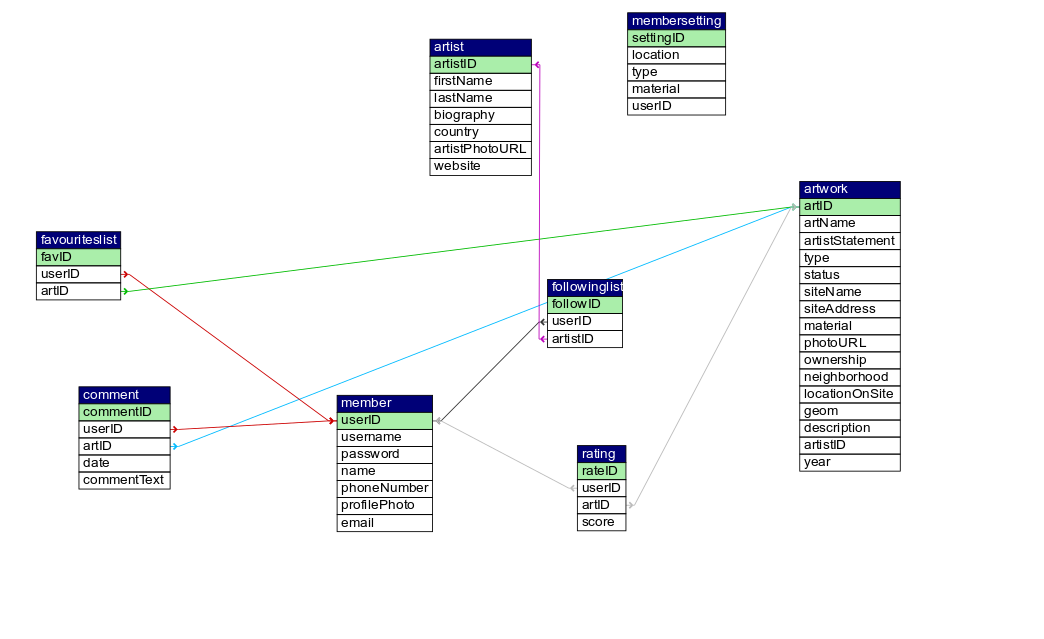 membersetting
settingID
location
type
material
userID
artist
artistID
firstName
lastName
biography
country
artistPhotoURL
website
artwork
artID
artName
artistStatement
type
status
siteName
siteAddress
material
photoURL
ownership
neighborhood
locationOnSite
geom
description
artistID
year
favouriteslist
favID
userID
artID
followinglist
followID
userID
artistID
comment
commentID
userID
artID
date
commentText
member
userID
username
password
name
phoneNumber
profilePhoto
email
rating
rateID
userID
artID
score